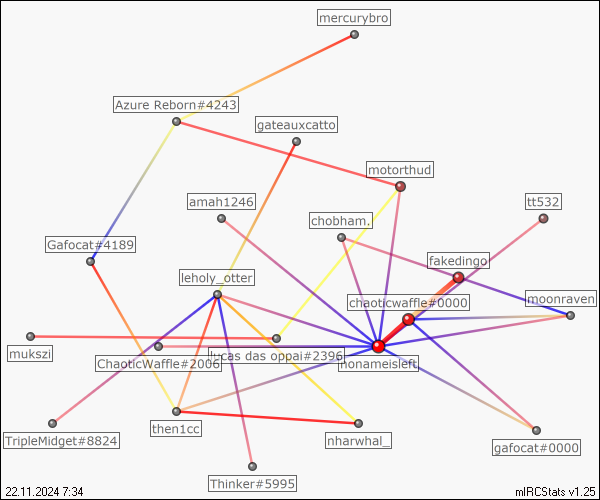 mercurybro
Azure Reborn#4243
gateauxcatto
motorthud
amah1246
tt532
chobham.
Gafocat#4189
fakedingo
leholy_otter
chaoticwaffle#0000
moonraven
mukszi
lucas das oppai#2396
ChaoticWaffle#2006
nonameisleft
then1cc
nharwhal_
TripleMidget#8824
gafocat#0000
Thinker#5995
22.11.2024 7:34
mIRCStats v1.25